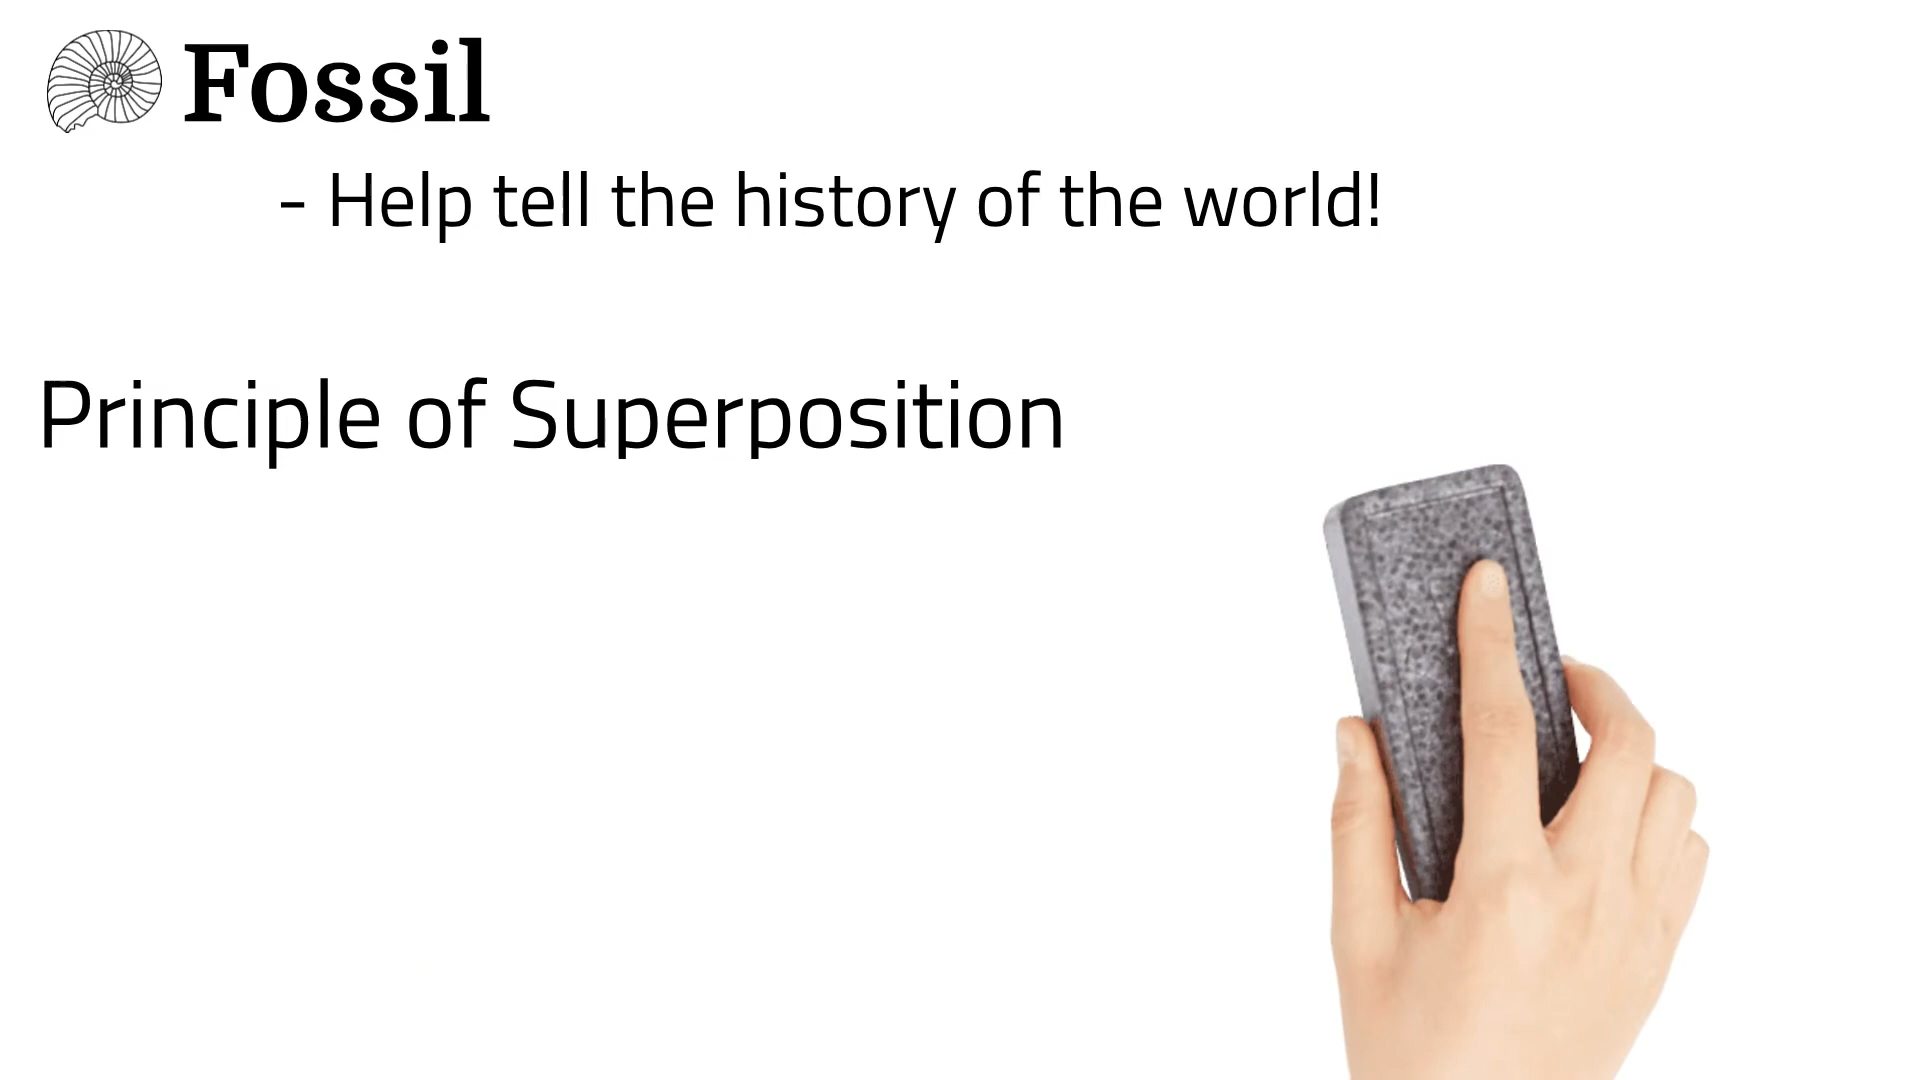 Fossil
- Help tell the history of the world!
Principle of Superposition